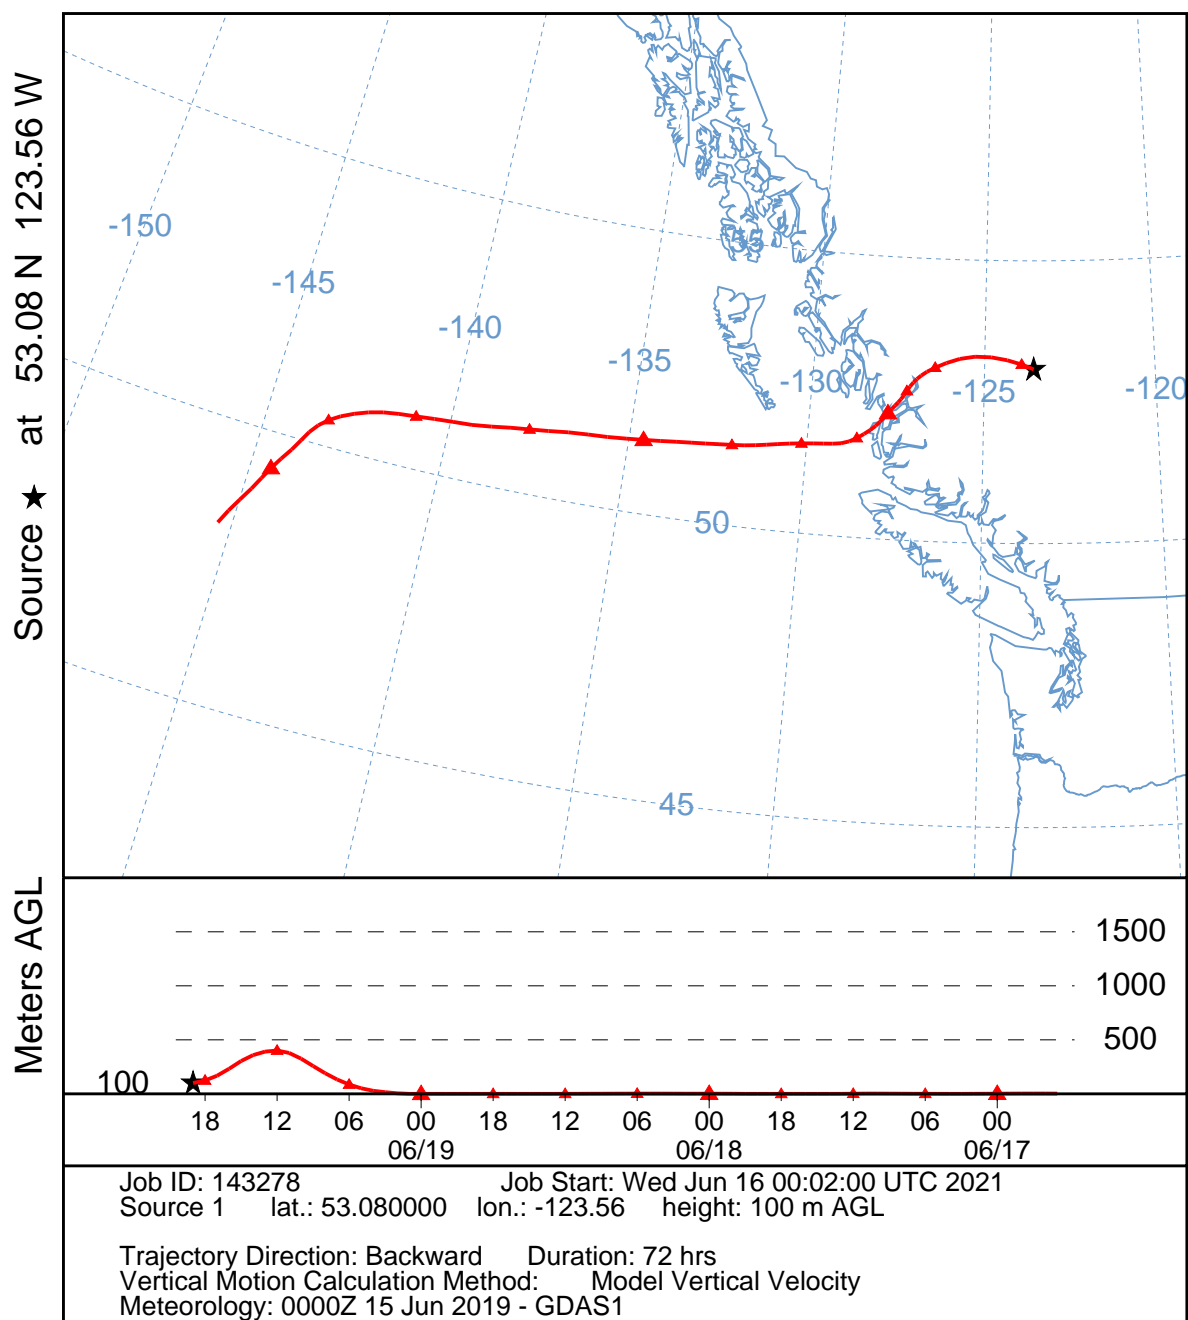 Source ★ at 53.08 N 123.56 W
-150
-145
-140
-135
-130
-125
-120
55
50
45
Meters AGL
1500
1000
500
100
18 12 06 00 18 12 06 00 18 12 06 00
06/19 06/18 06/17
Job ID: 143278 Job Start: Wed Jun 16 00:02:00 UTC 2021
Source 1 lat.: 53.080000 lon.: -123.56 height: 100 m AGL
Trajectory Direction: Backward Duration: 72 hrs
Vertical Motion Calculation Method: Model Vertical Velocity
Meteorology: 0000Z 15 Jun 2019 - GDAS1